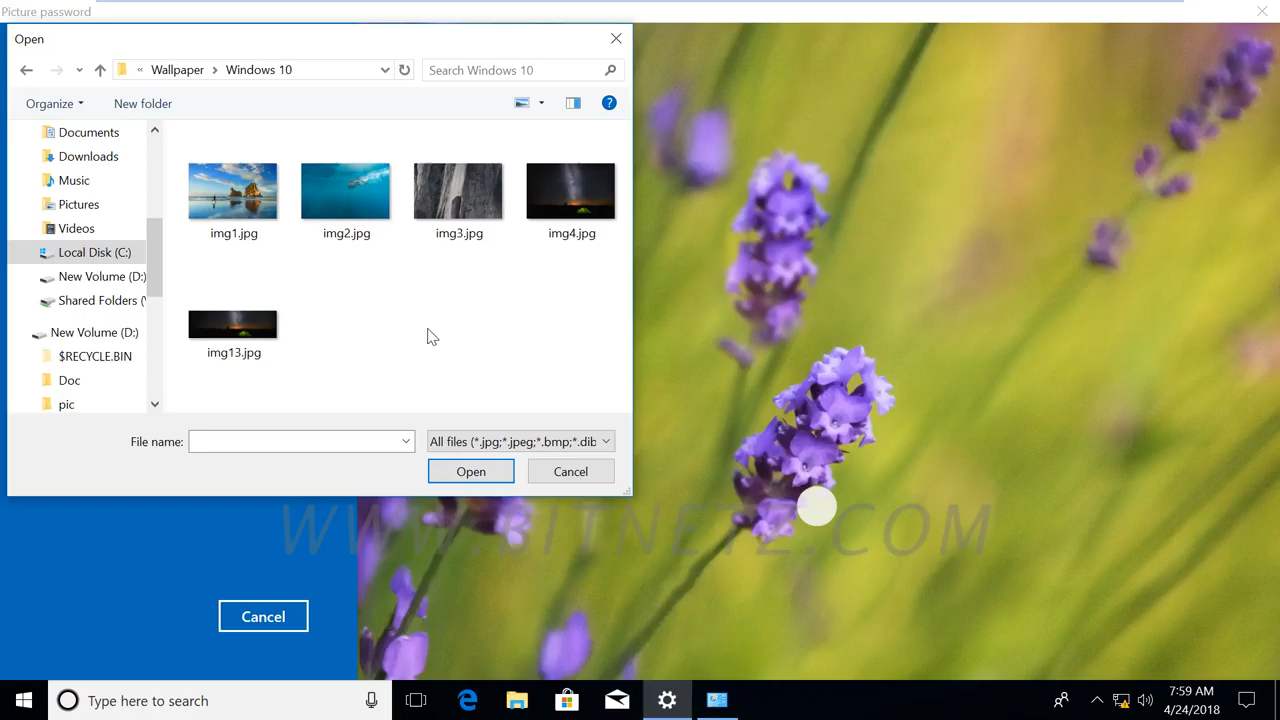 Picture password
Open
« Wallpaper > Windows 10
Search Windows 10
Organize
New folder
Documents
Downloads
Music
Pictures
Videos
Local Disk (C:)
New Volume (D:)
Shared Folders (
New Volume (D:)
$RECYCLE.BIN
Doc
pic
img1.jpg
img2.jpg
img3.jpg
img4.jpg
img13.jpg
File name:
All files (*.jpg;*.jpeg;*.bmp;*.dib
Open
Cancel
WWW.BITNETZ.COM
Cancel
Type here to search
7:59 AM
4/24/2018